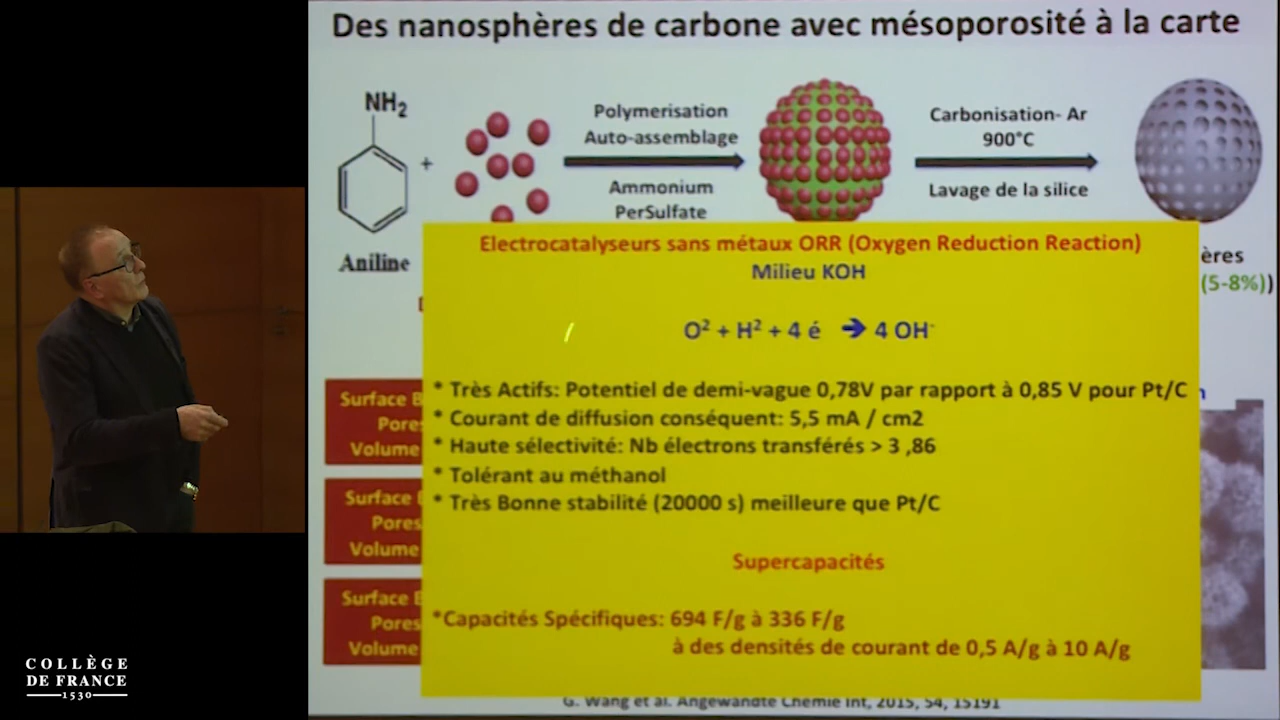 Des nanosphères de carbone avec mésoporosité à la carte
NH2
+
Aniline
Polymerisation
Auto-assemblage
Ammonium
PerSulfate
Carbonisation- Ar
900°C
Lavage de la silice
ères
(5-8%))
Electrocatalyseurs sans métaux ORR (Oxygen Reduction Reaction)
Milieu KOH
O² + H² + 4 é ➔ 4 OH⁻
* Très Actifs: Potentiel de demi-vague 0,78V par rapport à 0,85 V pour Pt/C
* Courant de diffusion conséquent: 5,5 mA / cm2
* Haute sélectivité: Nb électrons transférés > 3 ,86
* Tolérant au méthanol
* Très Bonne stabilité (20000 s) meilleure que Pt/C
Supercapacités
*Capacités Spécifiques: 694 F/g à 336 F/g
à des densités de courant de 0,5 A/g à 10 A/g
Surface B
Pores
Volume
Surface
Pores
Volume
Surface B
Pores
Volume
G. Wang et al. Angewandte Chemie Int, 2015, 54, 15191
COLLÈGE
DE FRANCE
1530